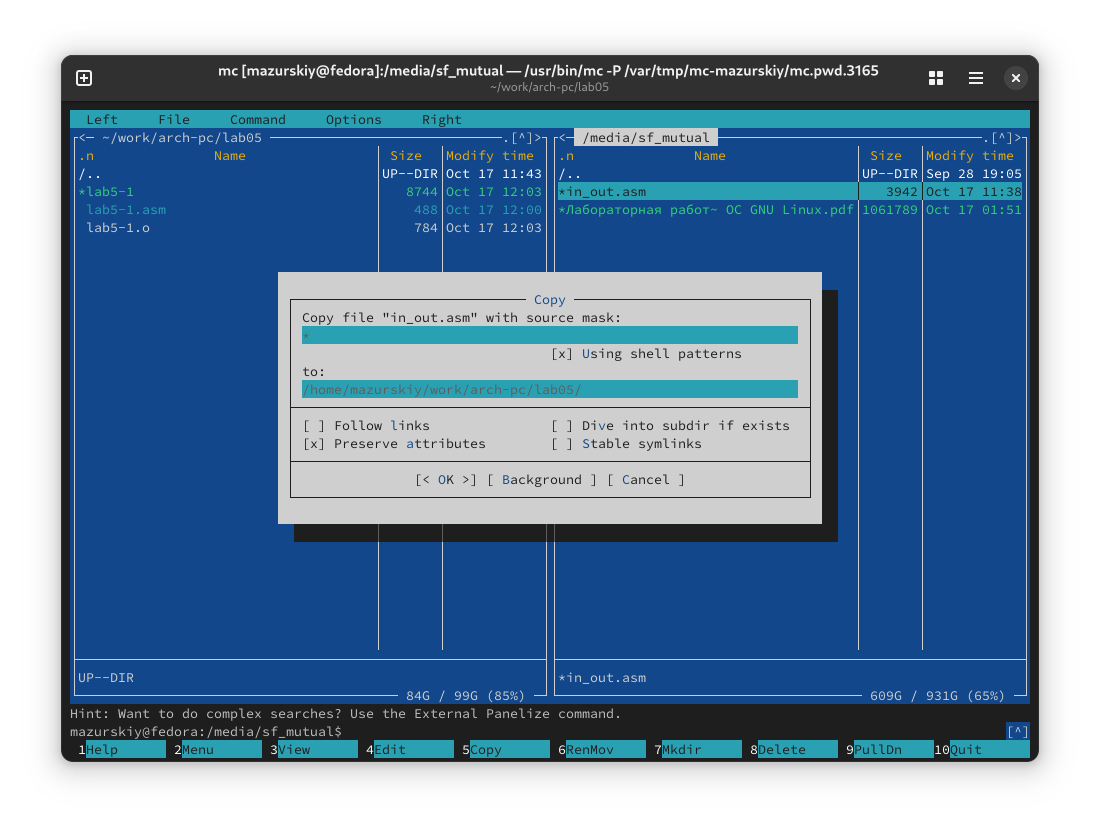 mc [mazurskiy@fedora]:/media/sf_mutual — /usr/bin/mc -P /var/tmp/mc-mazurskiy/mc.pwd.3165
~/work/arch-pc/lab05
Left File Command Options Right
<─ ~/work/arch-pc/lab05 .[^]> <─ /media/sf_mutual .[^]>
.n Name Size Modify time .n Name Size Modify time
/.. UP--DIR Oct 17 11:43 /.. UP--DIR Sep 28 19:05
*lab5-1 8744 Oct 17 12:03 *in_out.asm 3942 Oct 17 11:38
lab5-1.asm 488 Oct 17 12:00 *Лабораторная работ~ ОС GNU Linux.pdf 1061789 Oct 17 01:51
lab5-1.o 784 Oct 17 12:03
Copy
Copy file "in_out.asm" with source mask:
*
[x] Using shell patterns
to:
/home/mazurskiy/work/arch-pc/lab05/
[ ] Follow links [ ] Dive into subdir if exists
[x] Preserve attributes [ ] Stable symlinks
[< OK >] [ Background ] [ Cancel ]
UP--DIR *in_out.asm
84G / 99G (85%) 609G / 931G (65%)
Hint: Want to do complex searches? Use the External Panelize command.
mazurskiy@fedora:/media/sf_mutual$ [^]
1Help 2Menu 3View 4Edit 5Copy 6RenMov 7Mkdir 8Delete 9PullDn 10Quit